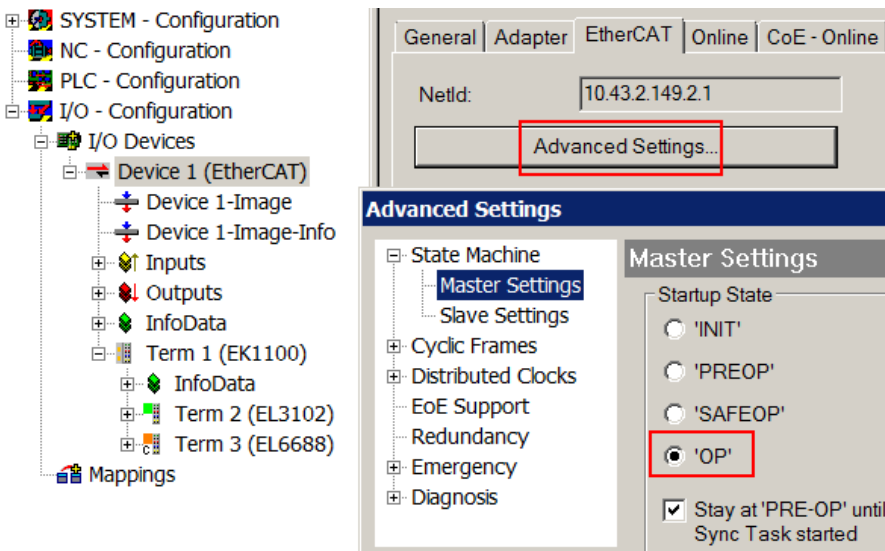 SYSTEM - Configuration
NC - Configuration
PLC - Configuration
I/O - Configuration
I/O Devices
Device 1 (EtherCAT)
Device 1-Image
Device 1-Image-Info
Inputs
Outputs
InfoData
Term 1 (EK1100)
InfoData
Term 2 (EL3102)
Term 3 (EL6688)
Mappings
General Adapter EtherCAT Online CoE - Online
NetId: 10.43.2.149.2.1
Advanced Settings...
Advanced Settings
State Machine
Master Settings
Slave Settings
Cyclic Frames
Distributed Clocks
EoE Support
Redundancy
Emergency
Diagnosis
Master Settings
Startup State
'INIT'
'PREOP'
'SAFEOP'
'OP'
Stay at 'PRE-OP' until
Sync Task started